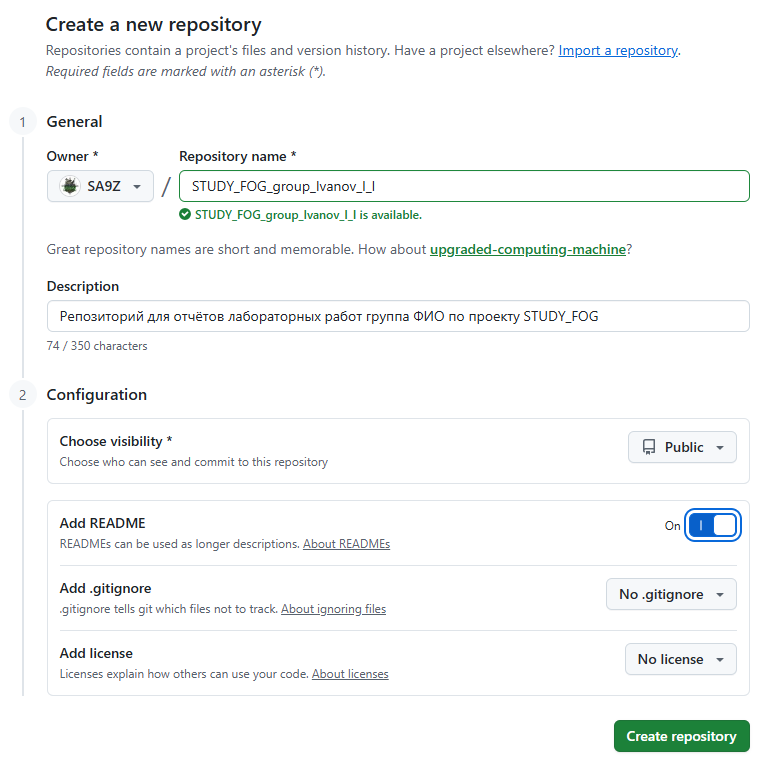 Create a new repository
Repositories contain a project's files and version history. Have a project elsewhere? Import a repository.
Required fields are marked with an asterisk (*).
1 General
Owner * Repository name *
SA9Z / STUDY_FOG_group_Ivanov_I_I
STUDY_FOG_group_Ivanov_I_I is available.
Great repository names are short and memorable. How about upgraded-computing-machine?
Description
Репозиторий для отчётов лабораторных работ группа ФИО по проекту STUDY_FOG
74 / 350 characters
2 Configuration
Choose visibility *
Choose who can see and commit to this repository
Public
Add README
READMEs can be used as longer descriptions. About READMEs
On
Add .gitignore
.gitignore tells git which files not to track. About ignoring files
No .gitignore
Add license
Licenses explain how others can use your code. About licenses
No license
Create repository